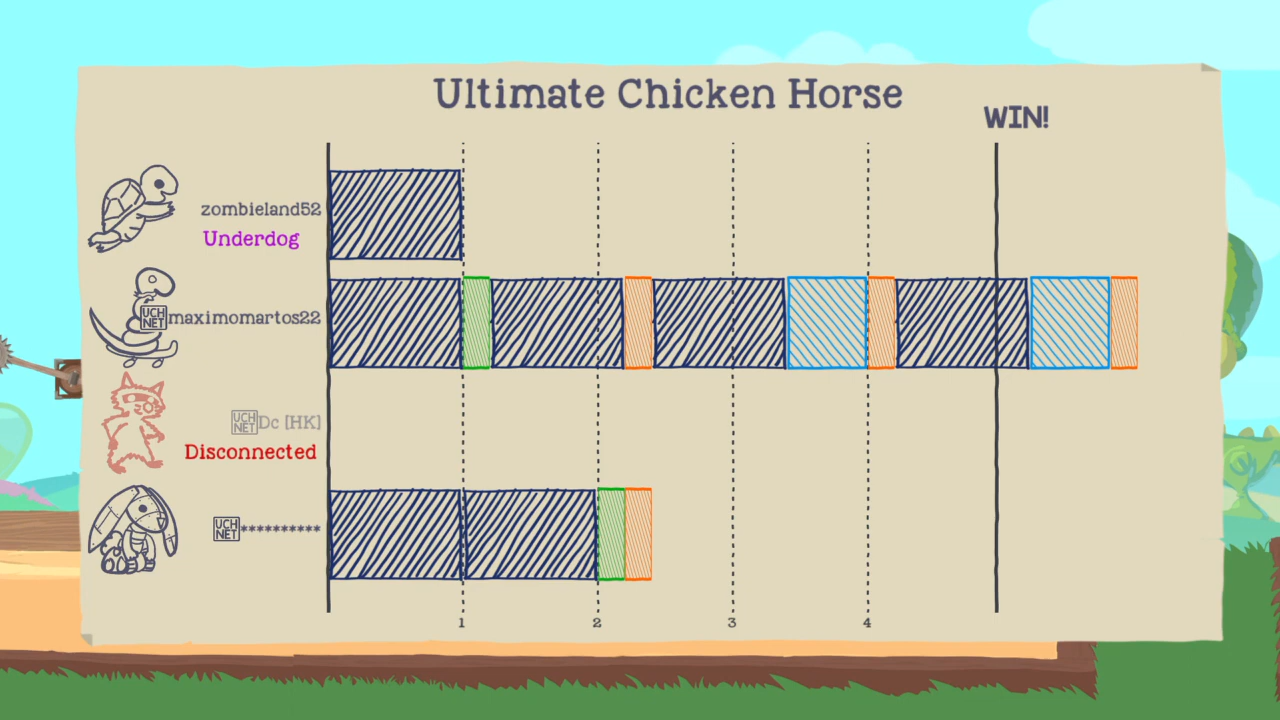 Ultimate Chicken Horse
WIN!
zombieland52
Underdog
UCH NET maximomartos22
UCH NET Dc [HK]
Disconnected
UCH NET **********
1 2 3 4